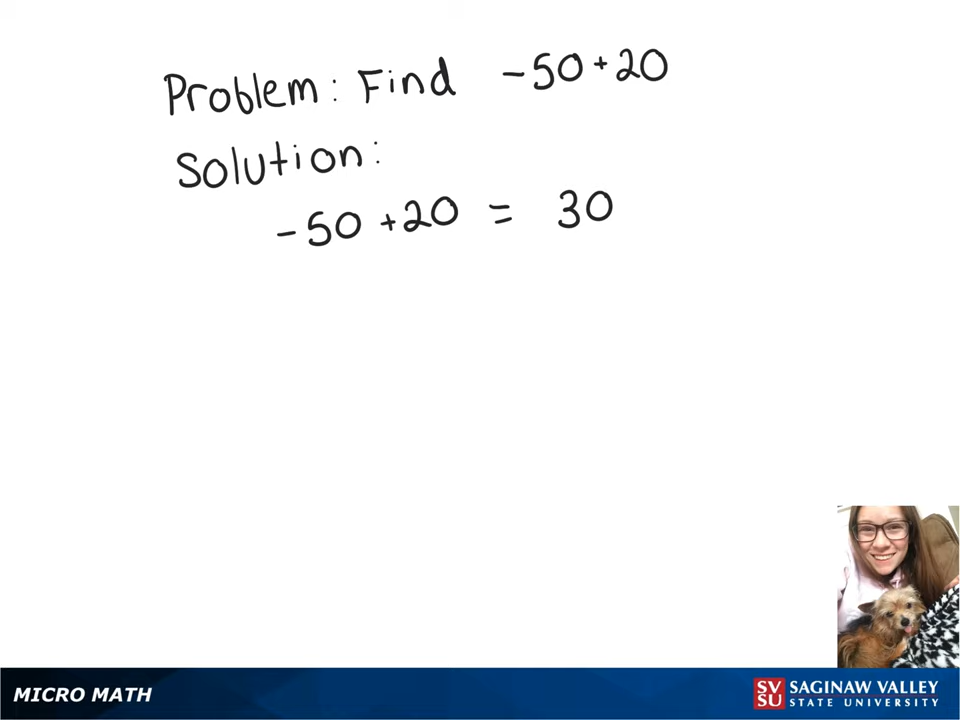 Problem: Find -50+20
Solution:
-50+20 = 30
MICRO MATH
SV
SU
SAGINAW VALLEY
STATE UNIVERSITY